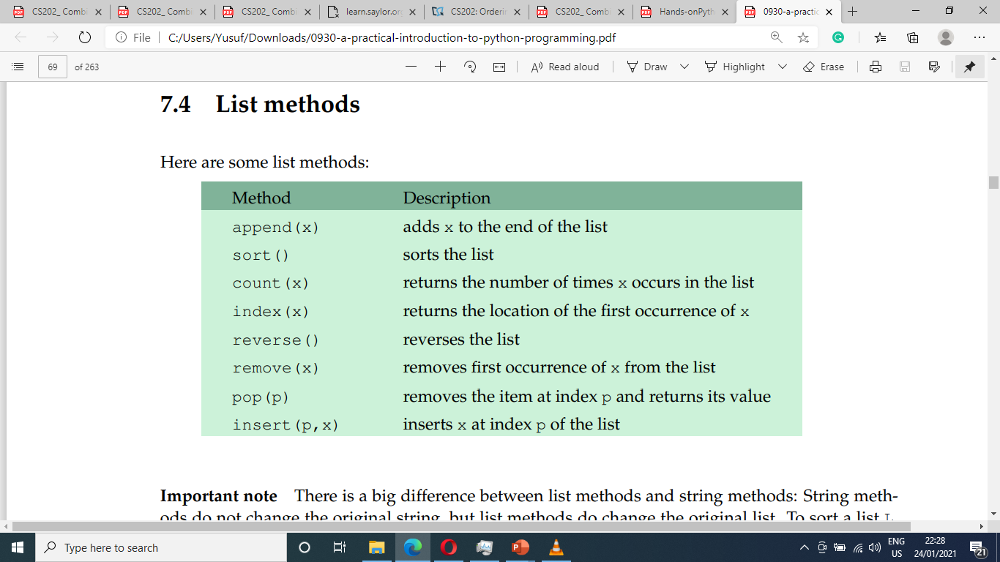 CS202_ Combi
CS202_ Combi
CS202_ Combi
learn.saylor.or
CS202: Orderi
CS202_ Combi
Hands-onPyth
0930-a-practic
File
C:/Users/Yusuf/Downloads/0930-a-practical-introduction-to-python-programming.pdf
69 of 263
Read aloud
Draw
Highlight
Erase
7.4 List methods
Here are some list methods:
Method Description
append(x) adds x to the end of the list
sort() sorts the list
count(x) returns the number of times x occurs in the list
index(x) returns the location of the first occurrence of x
reverse() reverses the list
remove(x) removes first occurrence of x from the list
pop(p) removes the item at index p and returns its value
insert(p,x) inserts x at index p of the list
Important note There is a big difference between list methods and string methods: String meth-
ods do not change the original string, but list methods do change the original list. To sort a list L,
Type here to search
ENG
US
22:28
24/01/2021
21